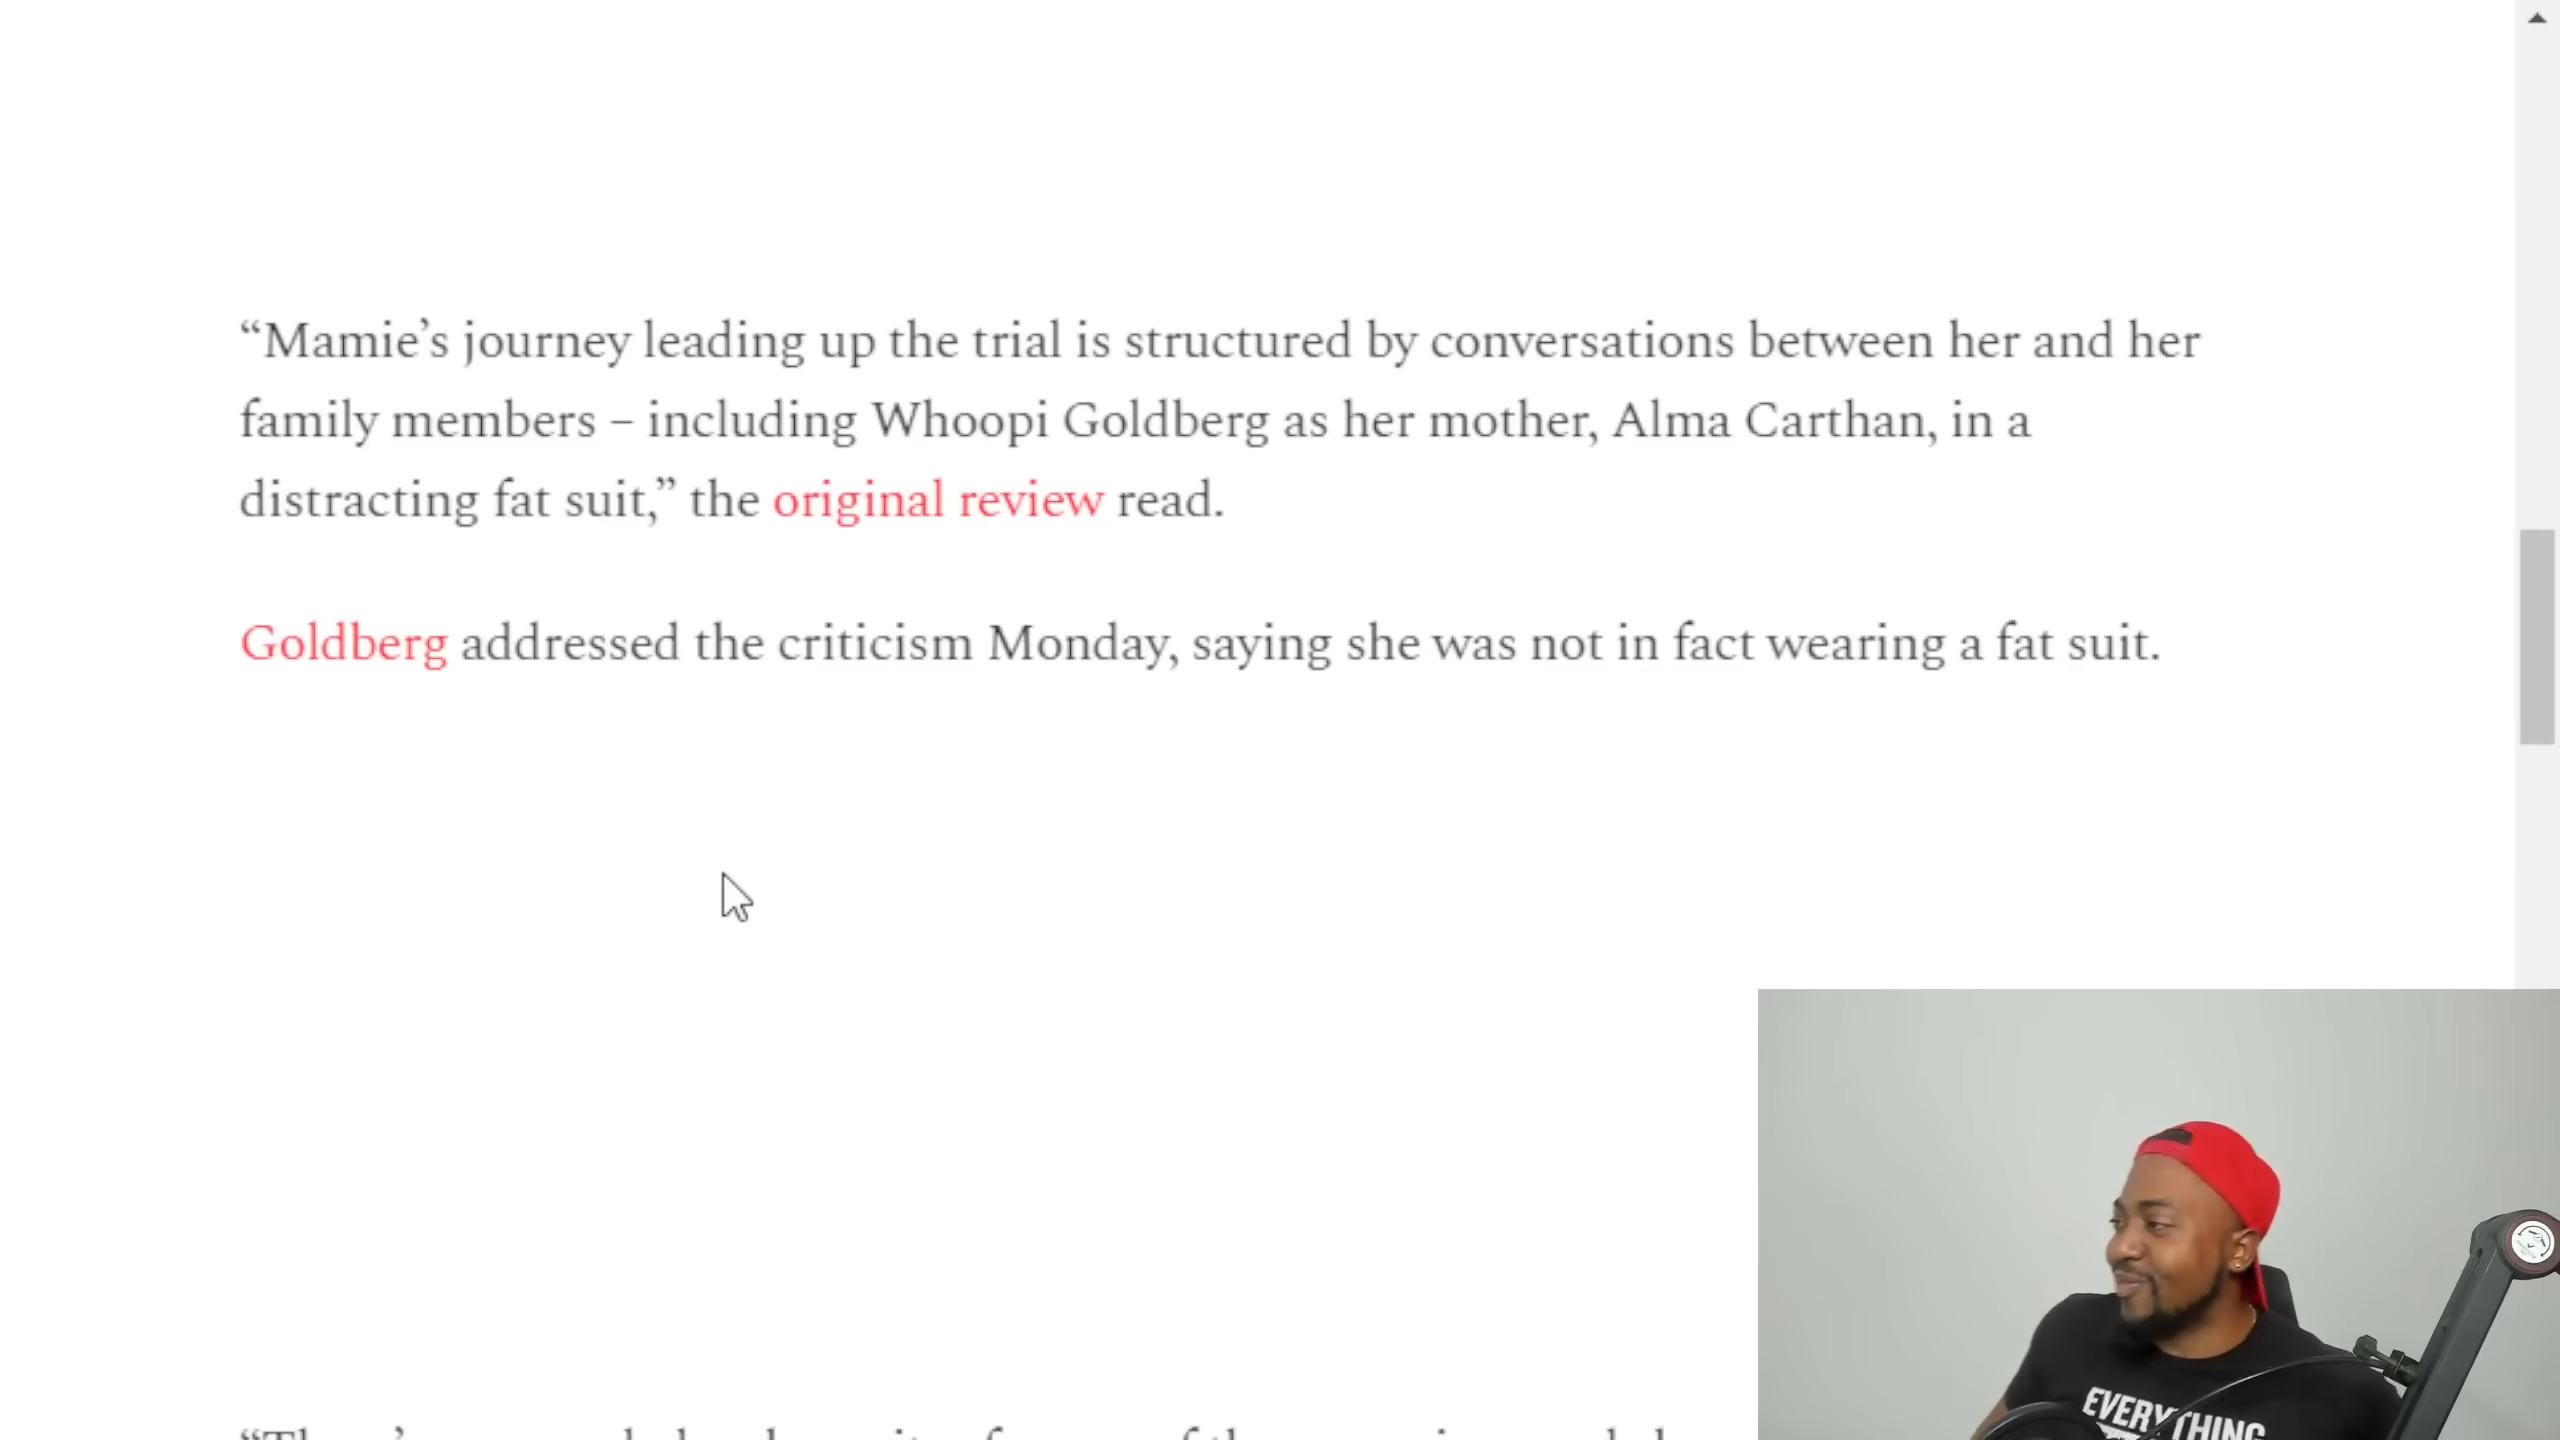 “Mamie’s journey leading up the trial is structured by conversations between her and her
family members – including Whoopi Goldberg as her mother, Alma Carthan, in a
distracting fat suit,” the original review read.
Goldberg addressed the criticism Monday, saying she was not in fact wearing a fat suit.
EVERYTHING